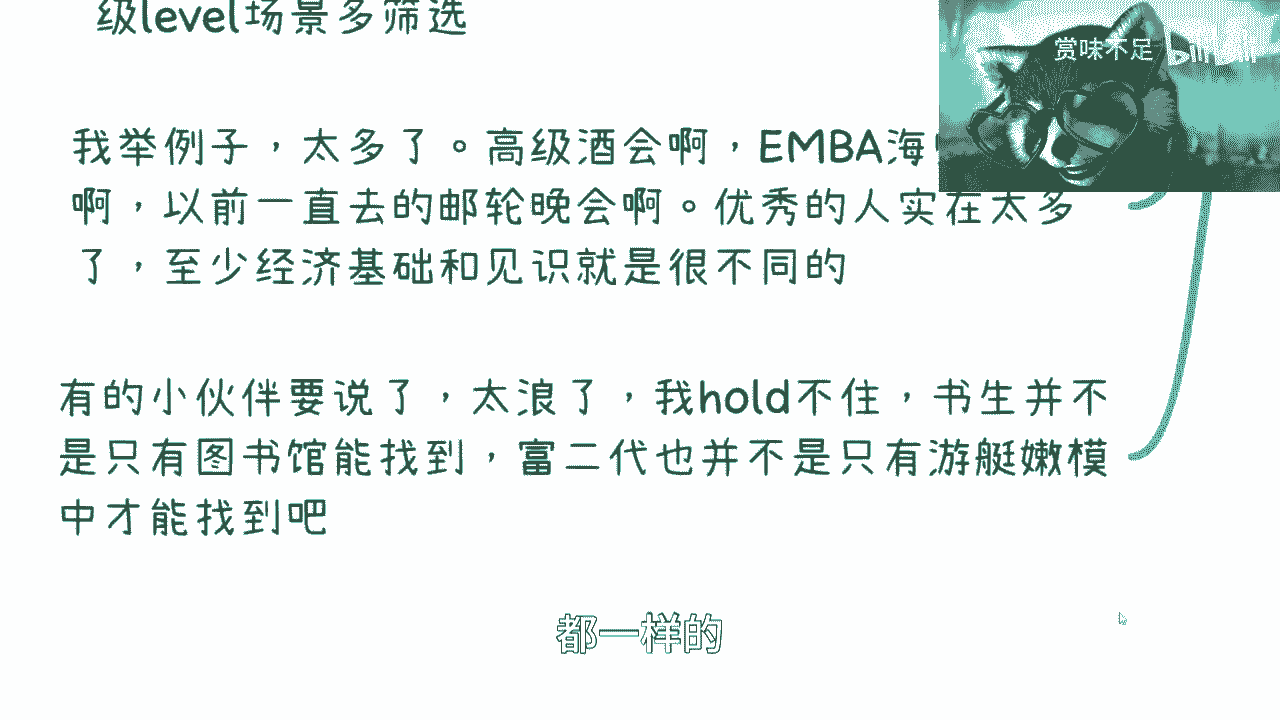 级level场景多筛选
赏味不足 bilibili
我举例子，太多了。高级酒会啊，EMBA海
啊，以前一直去的邮轮晚会啊。优秀的人实在太多
了，至少经济基础和见识就是很不同的
有的小伙伴要说了，太浪了，我hold不住，书生并不
是只有图书馆能找到，富二代也并不是只有游艇嫩模
中才能找到吧
都一样的